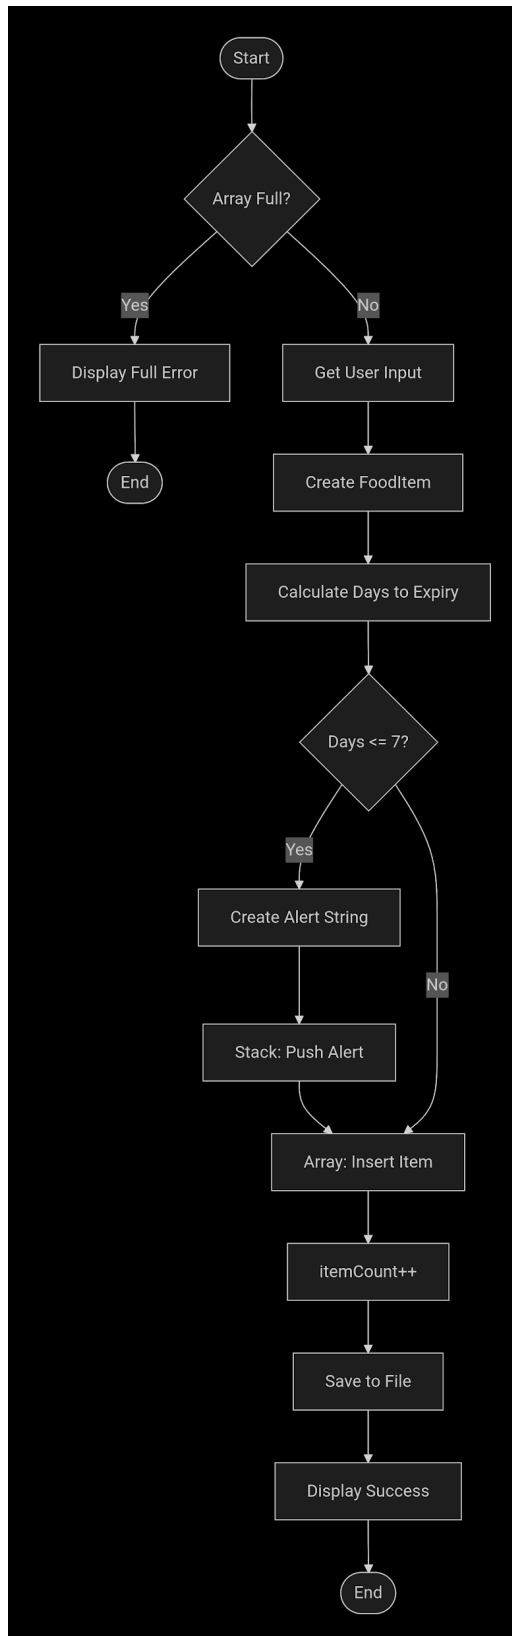 Start
Array Full?
Yes
No
Display Full Error
Get User Input
End
Create FoodItem
Calculate Days to Expiry
Days <= 7?
Yes
Create Alert String
No
Stack: Push Alert
Array: Insert Item
itemCount++
Save to File
Display Success
End